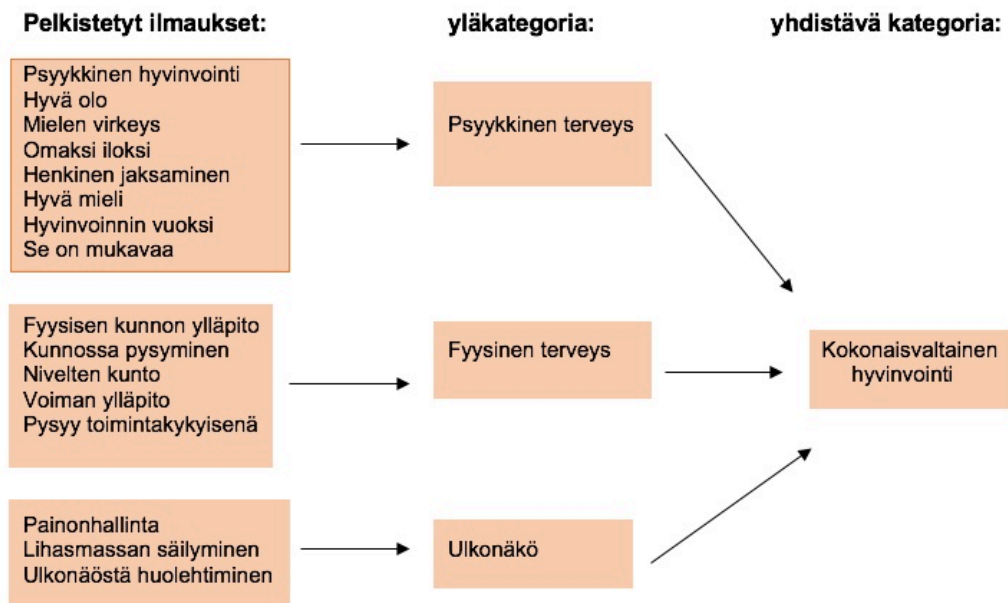 Pelkistetyt ilmaukset:
yläkategoria:
yhdistävä kategoria:
Psyykkinen hyvinvointi
Hyvä olo
Mielen virkeys
Omaksi iloksi
Henkinen jaksaminen
Hyvä mieli
Hyvinvoinnin vuoksi
Se on mukavaa
Psyykkinen terveys
Fyysisen kunnon ylläpito
Kunnossa pysyminen
Nivelten kunto
Voiman ylläpito
Pysyy toimintakykyisenä
Fyysinen terveys
Kokonaisvaltainen
hyvinvointi
Painonhallinta
Lihasmassan säilyminen
Ulkonäöstä huolehtiminen
Ulkonäkö